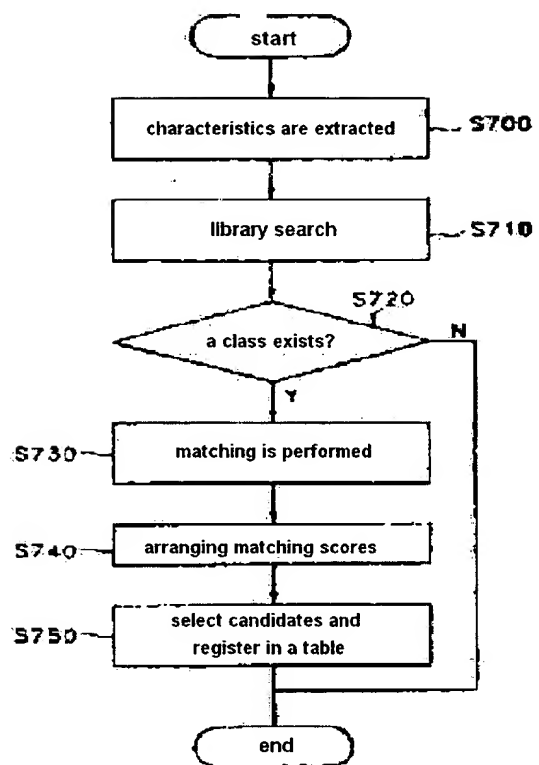 start
characteristics are extracted
S700
library search
S710
S720
a class exists?
N
Y
S730
matching is performed
S740
arranging matching scores
S750
select candidates and
register in a table
end